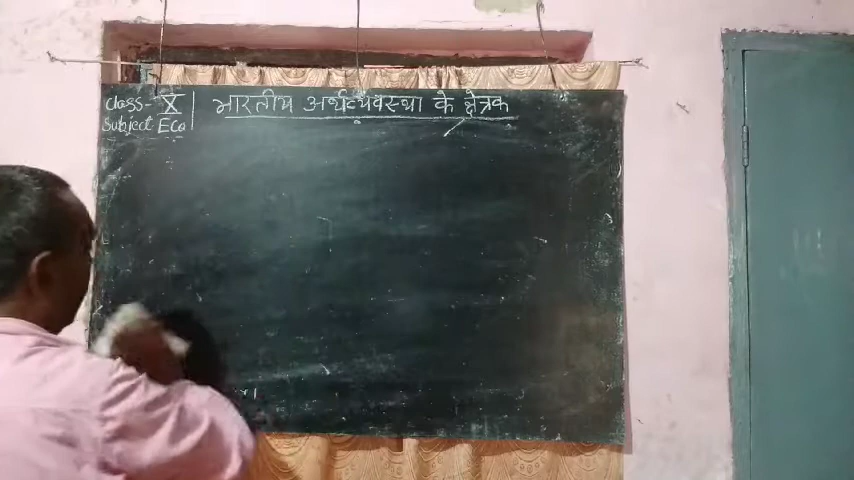 Class- X
Subject Eco
भारतीय अर्थव्यवस्था के क्षेत्रक